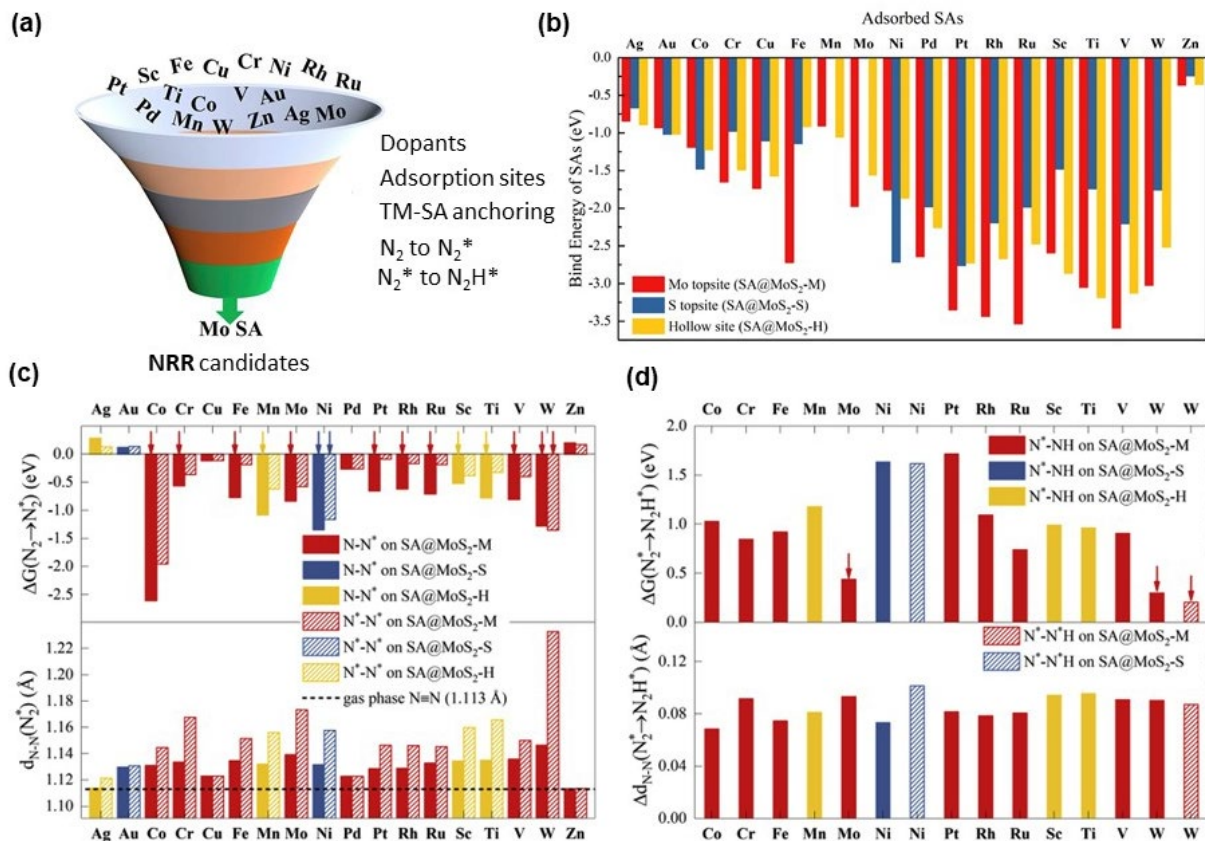 (a)
Pt Sc Fe Cu Cr Ni Rh Ru
Ti Co V Au
Pd Mn W Zn Ag Mo
Dopants
Adsorption sites
TM-SA anchoring
N₂ to N₂*
N₂* to N₂H*
Mo SA
NRR candidates
(b)
Adsorbed SAs
Ag Au Co Cr Cu Fe Mn Mo Ni Pd Pt Rh Ru Sc Ti V W Zn
Bind Energy of SAs (eV)
0.0
-0.5
-1.0
-1.5
-2.0
-2.5
-3.0
-3.5
Mo topsite (SA@MoS₂-M)
S topsite (SA@MoS₂-S)
Hollow site (SA@MoS₂-H)
(c)
Ag Au Co Cr Cu Fe Mn Mo Ni Pd Pt Rh Ru Sc Ti V W Zn
ΔG(N₂→N₂*) (eV)
0.0
-0.5
-1.0
-1.5
-2.0
-2.5
N-N* on SA@MoS₂-M
N-N* on SA@MoS₂-S
N-N* on SA@MoS₂-H
N*-N* on SA@MoS₂-M
N*-N* on SA@MoS₂-S
N*-N* on SA@MoS₂-H
gas phase N≡N (1.113 Å)
d_N-N(N₂*) (Å)
1.22
1.20
1.18
1.16
1.14
1.12
1.10
Ag Au Co Cr Cu Fe Mn Mo Ni Pd Pt Rh Ru Sc Ti V W Zn
(d)
Co Cr Fe Mn Mo Ni Ni Pt Rh Ru Sc Ti V W W
ΔG(N₂*→N₂H*) (eV)
2.0
1.5
1.0
0.5
0.0
N*-NH on SA@MoS₂-M
N*-NH on SA@MoS₂-S
N*-NH on SA@MoS₂-H
N*-N*H on SA@MoS₂-M
N*-N*H on SA@MoS₂-S
Δd_N-N(N₂*→N₂H*) (Å)
0.12
0.08
0.04
0.00
Co Cr Fe Mn Mo Ni Ni Pt Rh Ru Sc Ti V W W